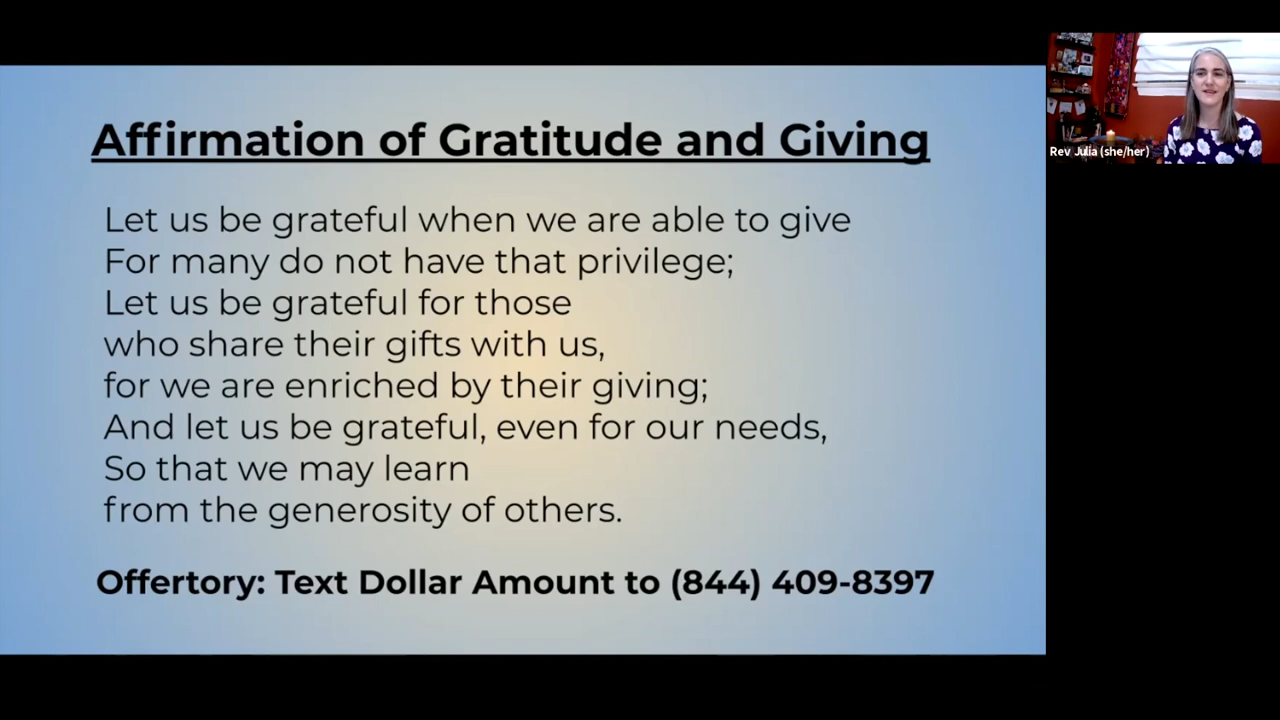 Affirmation of Gratitude and Giving
Let us be grateful when we are able to give
For many do not have that privilege;
Let us be grateful for those
who share their gifts with us,
for we are enriched by their giving;
And let us be grateful, even for our needs,
So that we may learn
from the generosity of others.
Offertory: Text Dollar Amount to (844) 409-8397
Rev Julia (she/her)